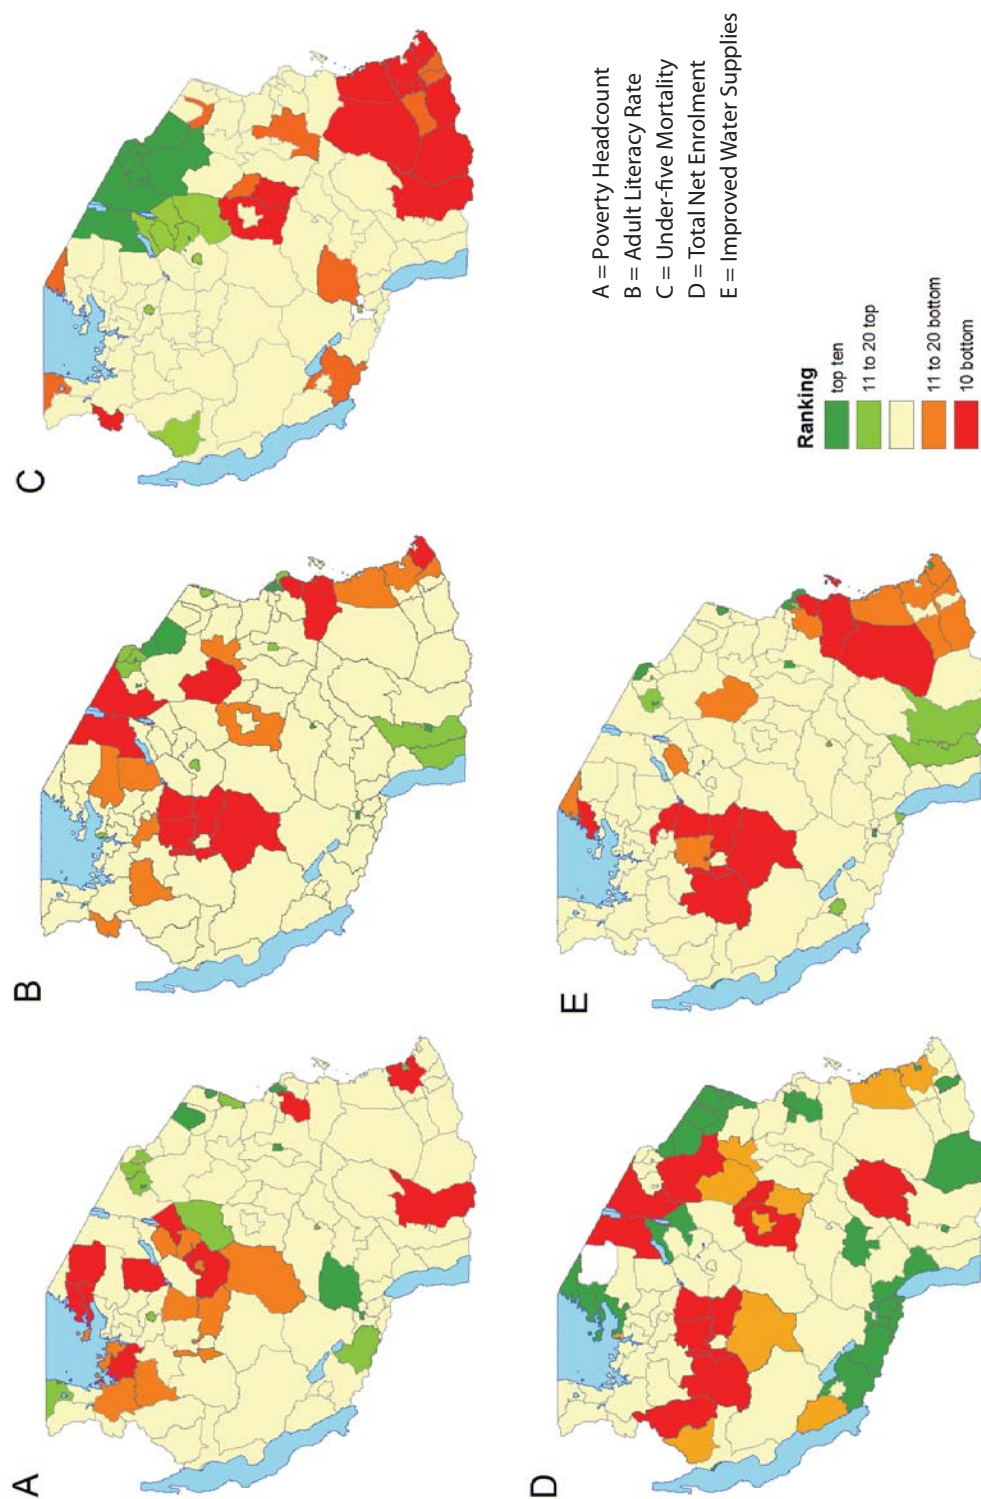 A
B
C
D
E
A = Poverty Headcount
B = Adult Literacy Rate
C = Under-five Mortality
D = Total Net Enrolment
E = Improved Water Supplies
Ranking
top ten
11 to 20 top
11 to 20 bottom
10 bottom